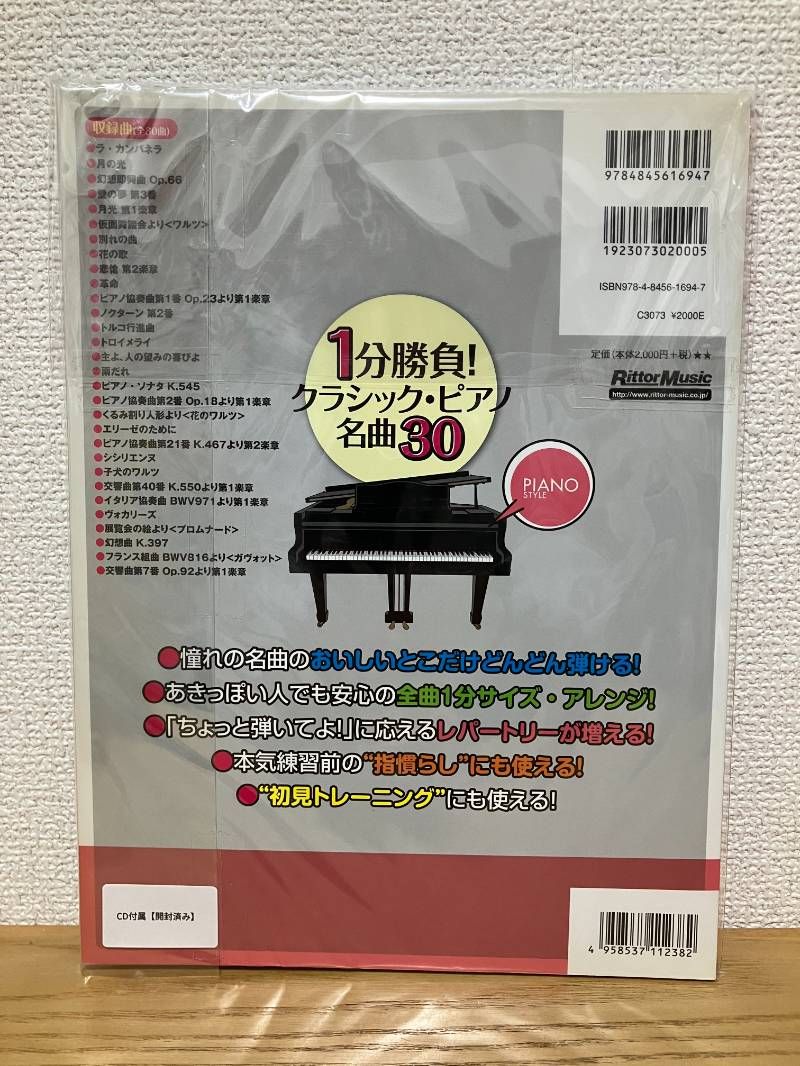 収録曲(全30曲)
●ラ・カンパネラ
●月の光
●幻想即興曲 Op.66
●愛の夢 第3番
●月光 第1楽章
●仮面舞踏会より<ワルツ>
●別れの曲
●花の歌
●悲愴 第2楽章
●革命
●ピアノ協奏曲第1番 Op.23より第1楽章
●ノクターン 第2番
●トルコ行進曲
●トロイメライ
●主よ、人の望みの喜びよ
●雨だれ
●ピアノ・ソナタ K.545
●ピアノ協奏曲第2番 Op.18より第1楽章
●くるみ割り人形より<花のワルツ>
●エリーゼのために
●ピアノ協奏曲第21番 K.467より第2楽章
●シシリエンヌ
●子犬のワルツ
●交響曲第40番 K.550より第1楽章
●イタリア協奏曲 BWV971より第1楽章
●ヴォカリーズ
●展覧会の絵より<プロムナード>
●幻想曲 K.397
●フランス組曲 BWV816より<ガヴォット>
●交響曲第7番 Op.92より第1楽章
9784845616947
1923073020005
ISBN978-4-8456-1694-7
C3073 ¥2000E
定価(本体2,000円+税)★★
RittorMusic
http://www.rittor-music.co.jp/
1分勝負!
クラシック・ピアノ
名曲30
PIANO
STYLE
●憧れの名曲のおいしいとこだけどんどん弾ける!
●あきっぽい人でも安心の全曲1分サイズ・アレンジ!
●「ちょっと弾いてよ!」に応えるレパートリーが増える!
●本気練習前の“指慣らし”にも使える!
●“初見トレーニング”にも使える!
CD付属【開封済み】
4 958537 112382